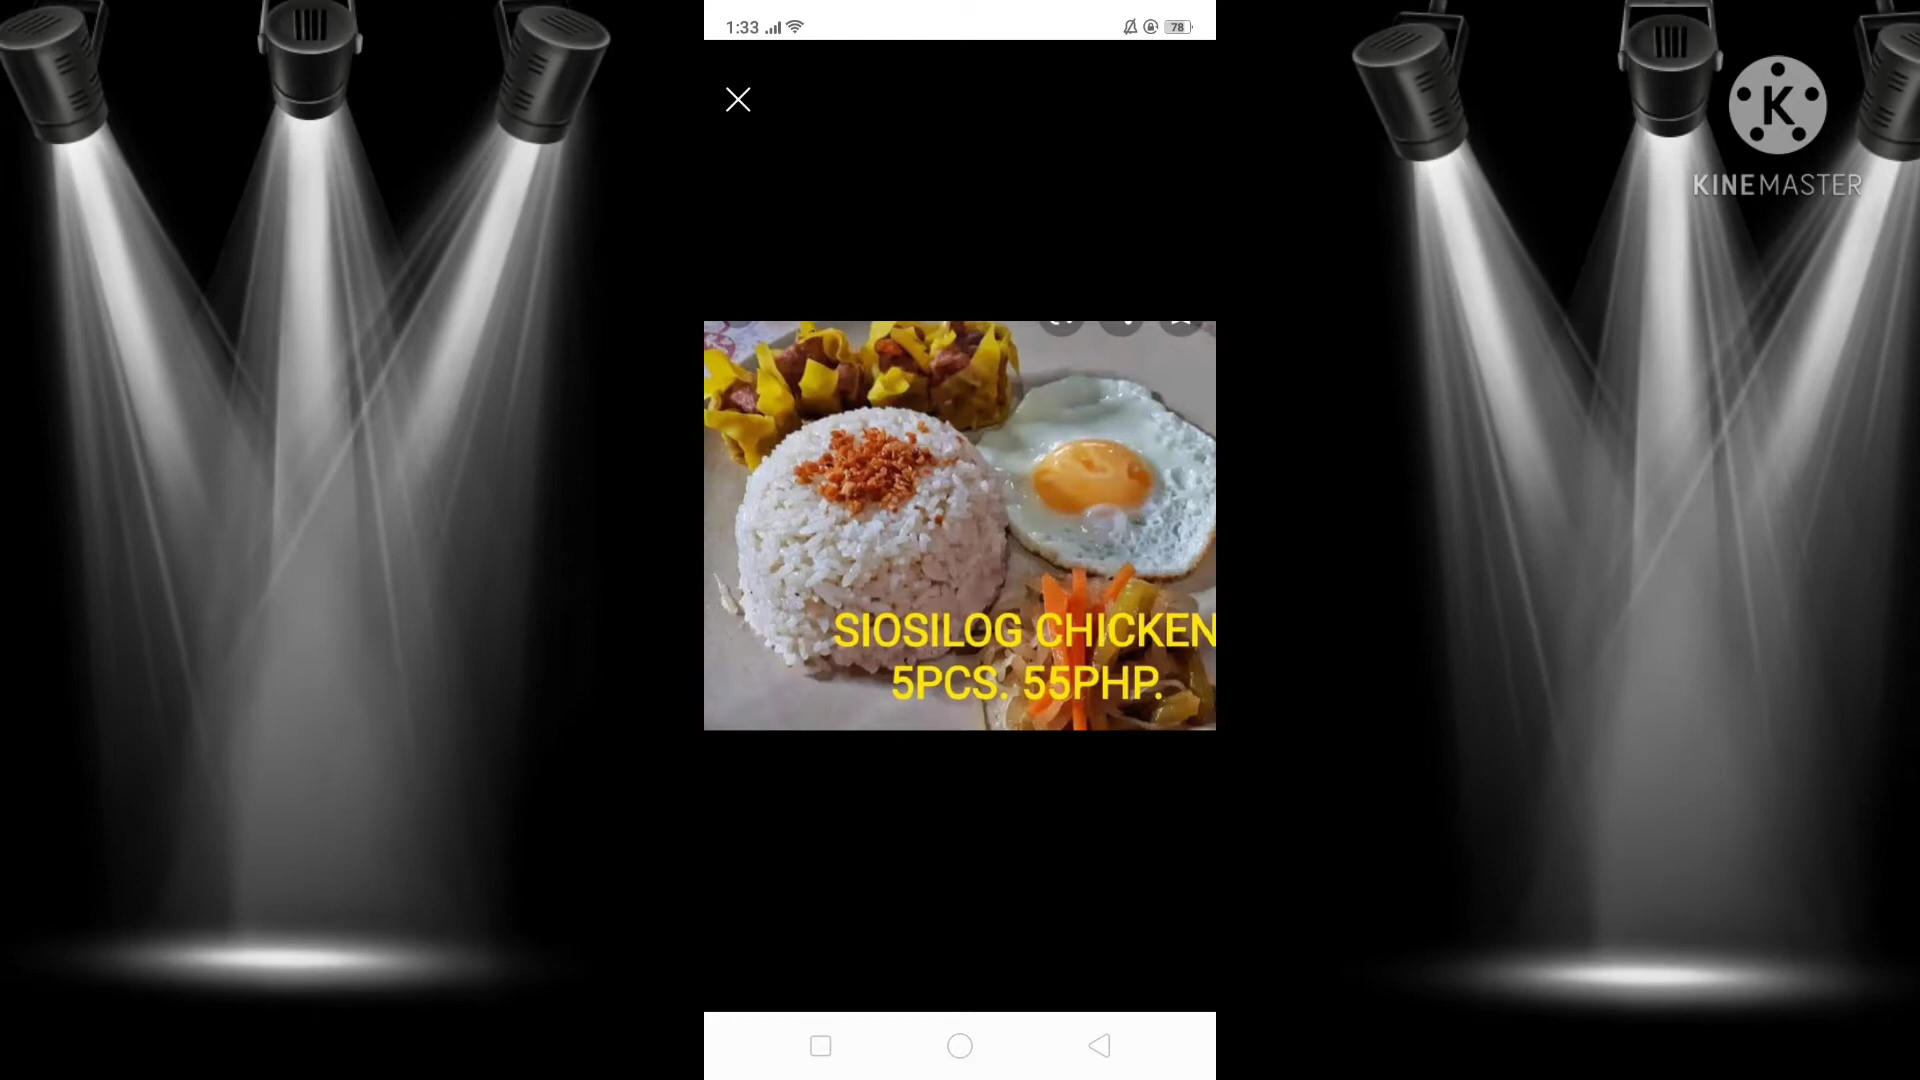 1:33
78
K
KINEMASTER
SIOSILOG CHICKEN
5PCS. 55PHP.